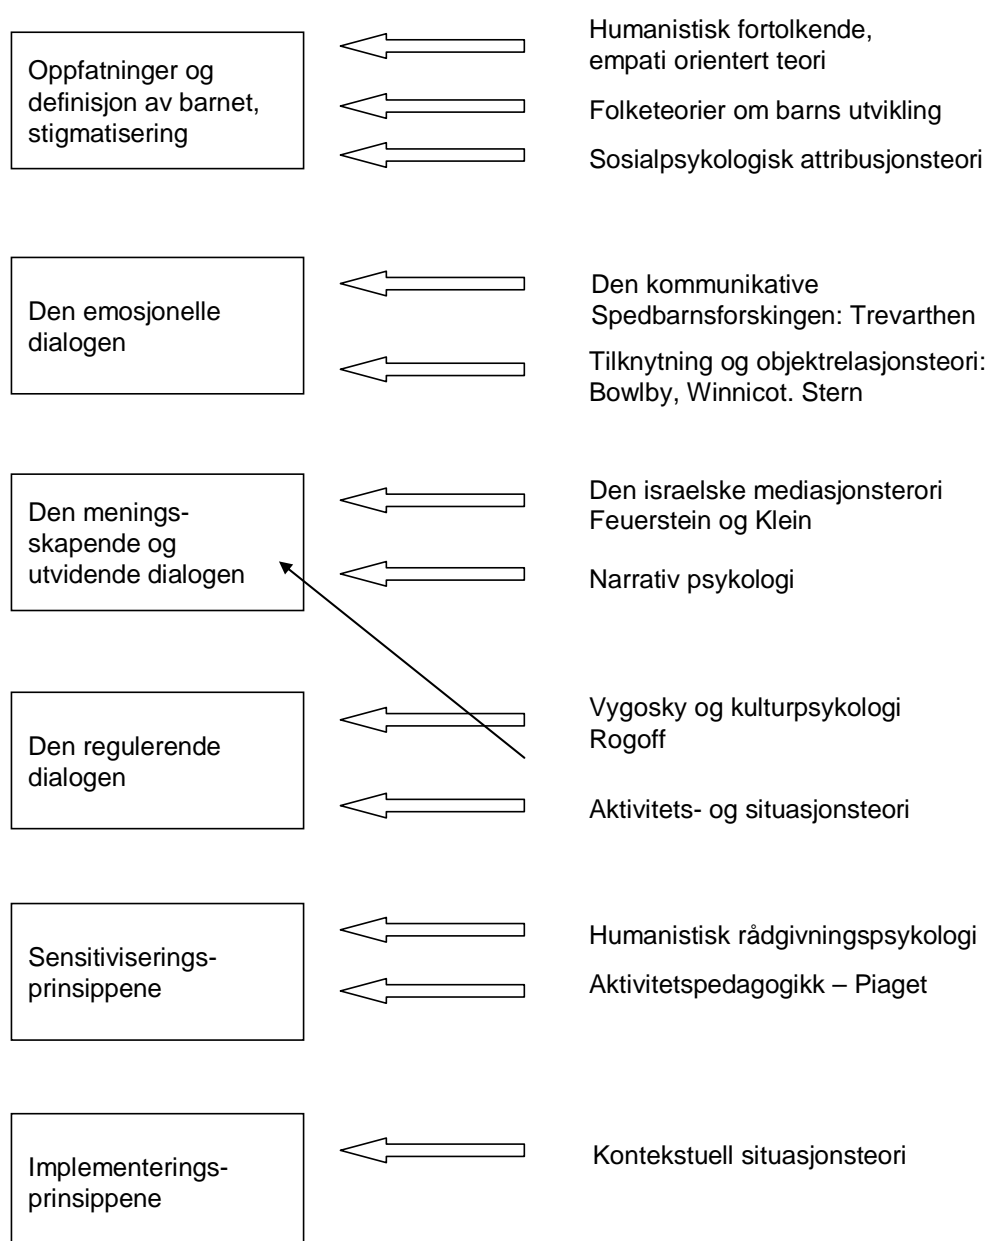 Oppfatninger og
definisjon av barnet,
stigmatisering
Humanistisk fortolkende,
empati orientert teori
Folketeorier om barns utvikling
Sosialpsykologisk attribusjonsteori
Den emosjonelle
dialogen
Den kommunikative
Spedbarnsforskingen: Trevarthen
Tilknytning og objektrelasjonsteori:
Bowlby, Winnicot. Stern
Den menings-
skapende og
utvidende dialogen
Den israelske mediasjonsterori
Feuerstein og Klein
Narrativ psykologi
Den regulerende
dialogen
Vygosky og kulturpsykologi
Rogoff
Aktivitets- og situasjonsteori
Sensitiviserings-
prinsippene
Humanistisk rådgivningspsykologi
Aktivitetspedagogikk – Piaget
Implementerings-
prinsippene
Kontekstuell situasjonsteori